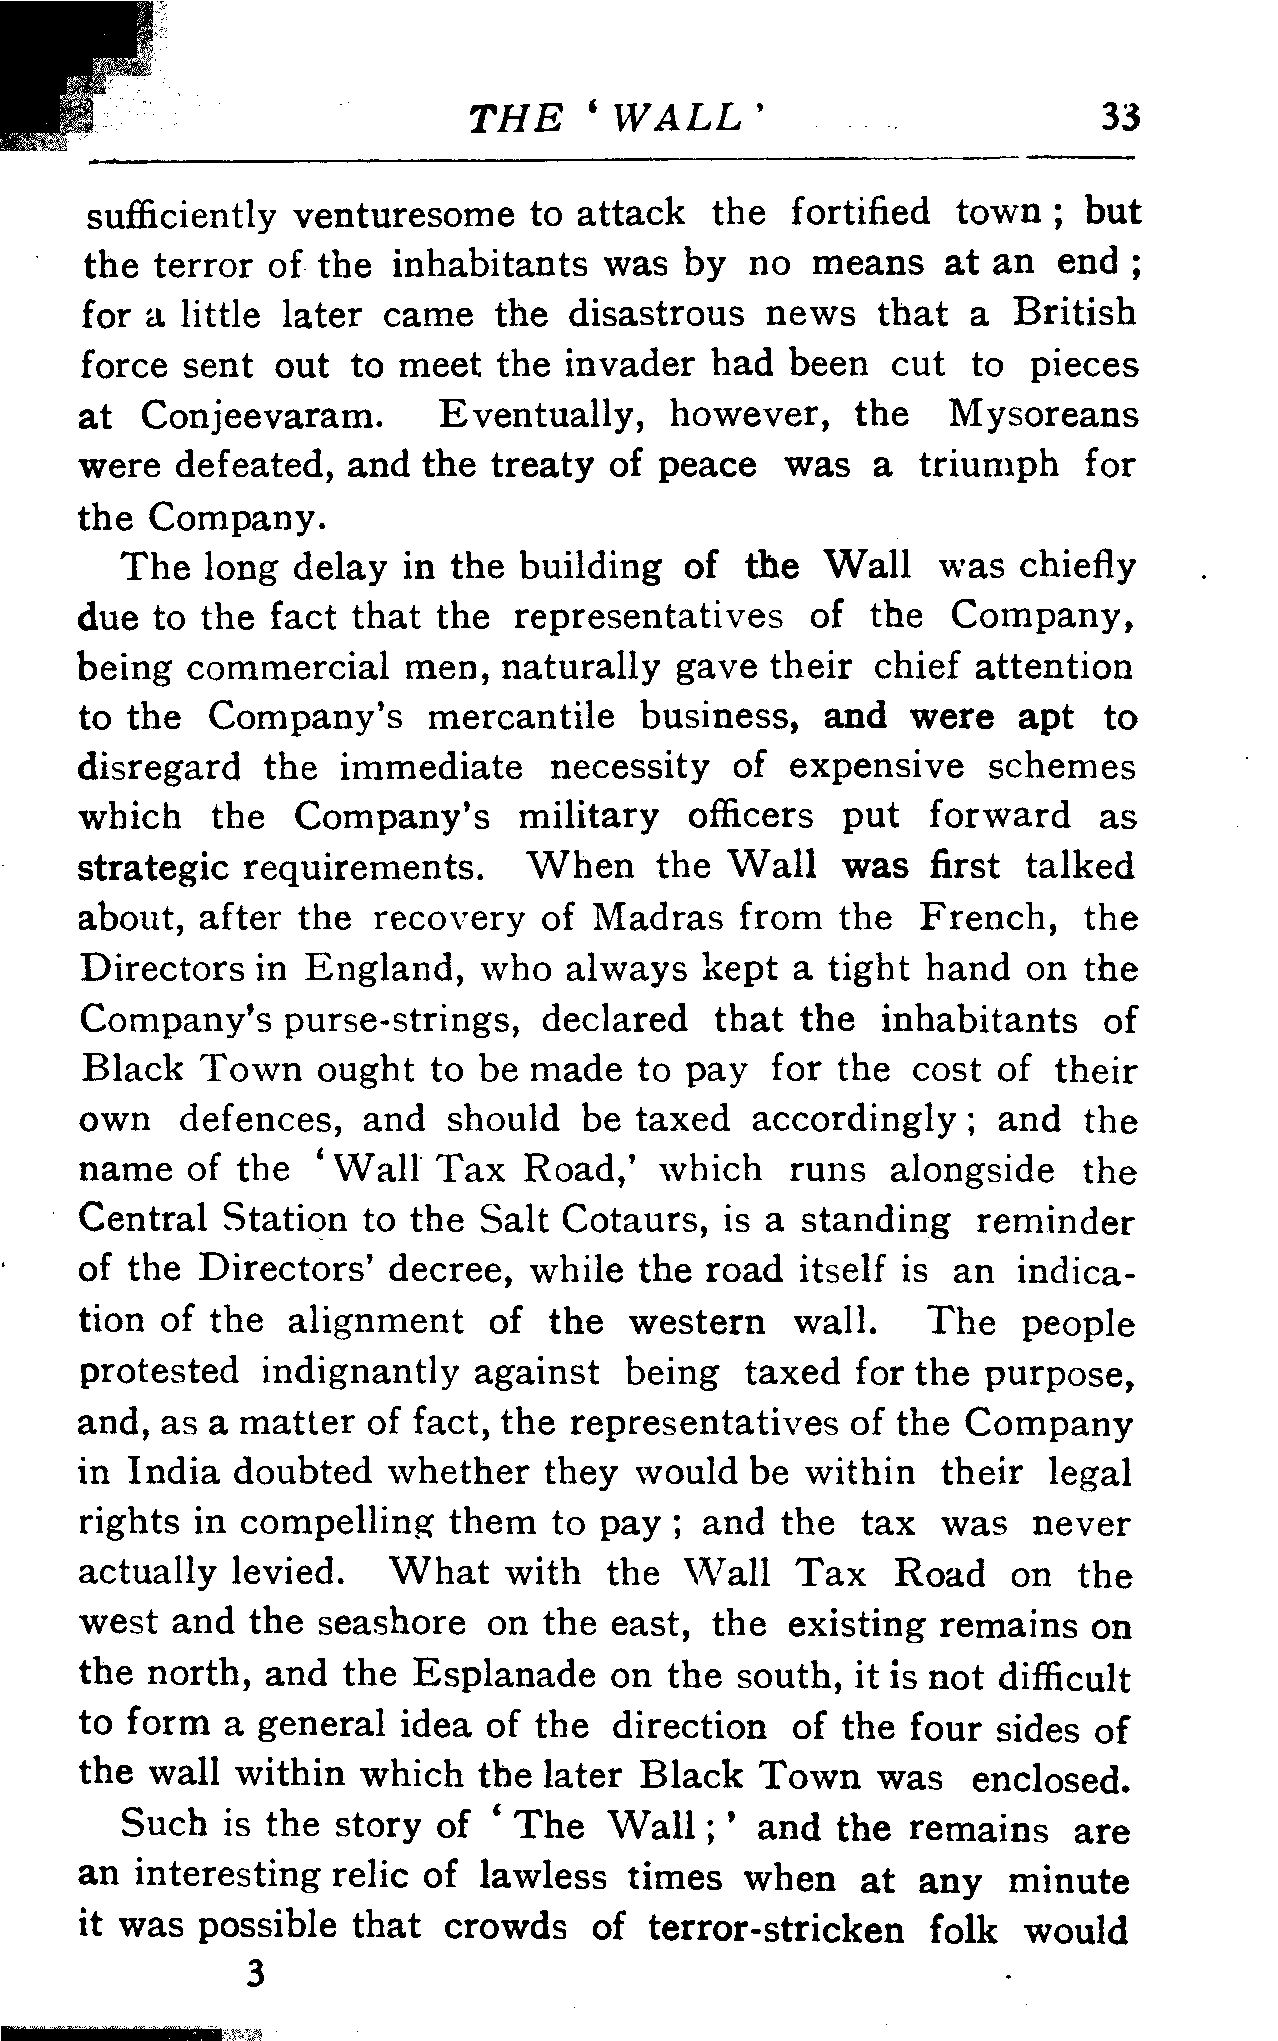 THE ‘ WALL ’ 33
sufficiently venturesome to attack the fortified town ; but
the terror of the inhabitants was by no means at an end ;
for a little later came the disastrous news that a British
force sent out to meet the invader had been cut to pieces
at Conjeevaram. Eventually, however, the Mysoreans
were defeated, and the treaty of peace was a triumph for
the Company.
The long delay in the building of the Wall was chiefly
due to the fact that the representatives of the Company,
being commercial men, naturally gave their chief attention
to the Company's mercantile business, and were apt to
disregard the immediate necessity of expensive schemes
which the Company's military officers put forward as
strategic requirements. When the Wall was first talked
about, after the recovery of Madras from the French, the
Directors in England, who always kept a tight hand on the
Company's purse-strings, declared that the inhabitants of
Black Town ought to be made to pay for the cost of their
own defences, and should be taxed accordingly ; and the
name of the ‘ Wall Tax Road,’ which runs alongside the
Central Station to the Salt Cotaurs, is a standing reminder
of the Directors’ decree, while the road itself is an indica-
tion of the alignment of the western wall. The people
protested indignantly against being taxed for the purpose,
and, as a matter of fact, the representatives of the Company
in India doubted whether they would be within their legal
rights in compelling them to pay ; and the tax was never
actually levied. What with the Wall Tax Road on the
west and the seashore on the east, the existing remains on
the north, and the Esplanade on the south, it is not difficult
to form a general idea of the direction of the four sides of
the wall within which the later Black Town was enclosed.
Such is the story of ‘ The Wall ; ’ and the remains are
an interesting relic of lawless times when at any minute
it was possible that crowds of terror-stricken folk would
3